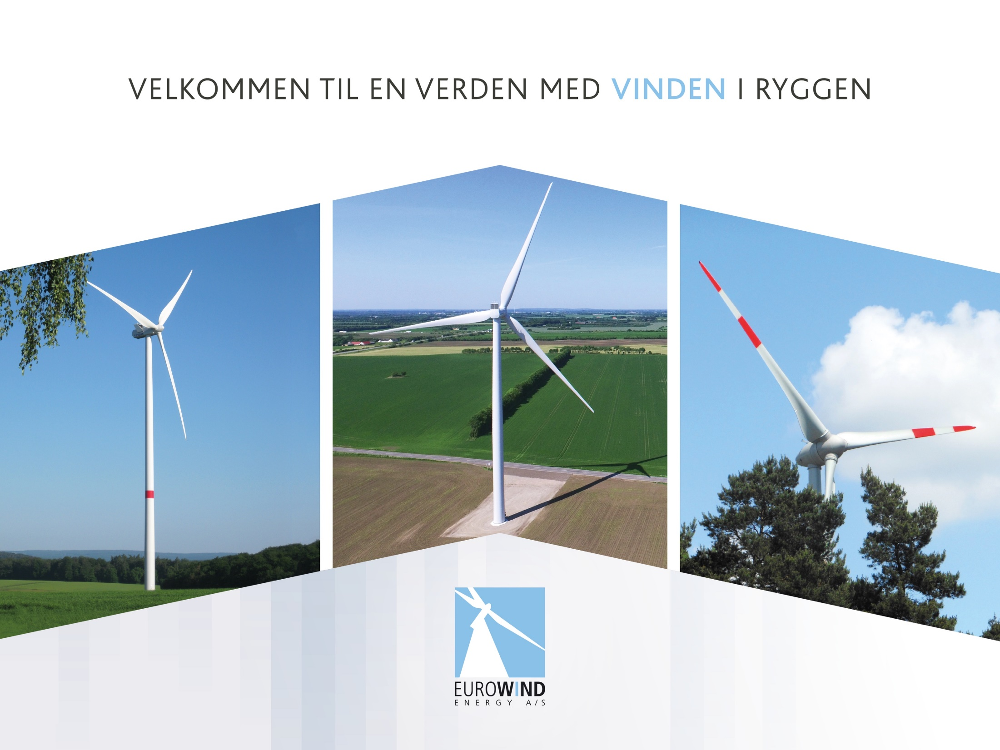 VELKOMMEN TIL EN VERDEN MED VINDEN I RYGGEN
EUROWIND
ENERGY A/S